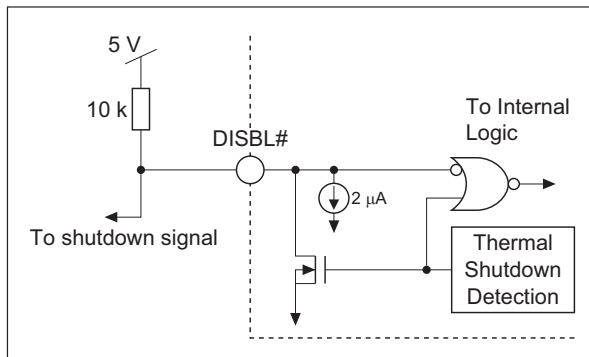 5 V
10 k
DISBL#
To Internal
Logic
2 μA
To shutdown signal
Thermal
Shutdown
Detection